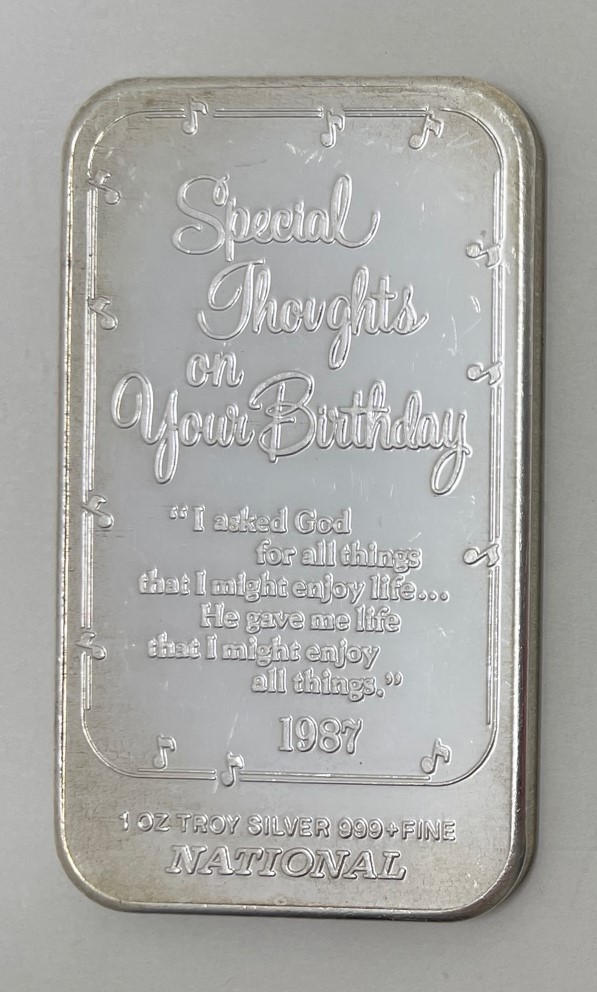 Special
Thoughts
on
Your Birthday
“I asked God
for all things
that I might enjoy life...
He gave me life
that I might enjoy
all things.”
1987
1 OZ TROY SILVER 999+FINE
NATIONAL